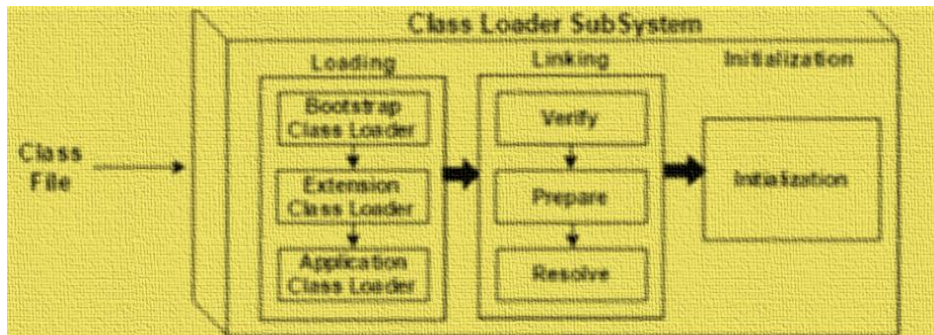 Class Loader SubSystem
Loading
Linking
Initialization
Bootstrap
Class Loader
Verify
Class
File
Extension
Class Loader
Prepare
Initialization
Application
Class Loader
Resolve